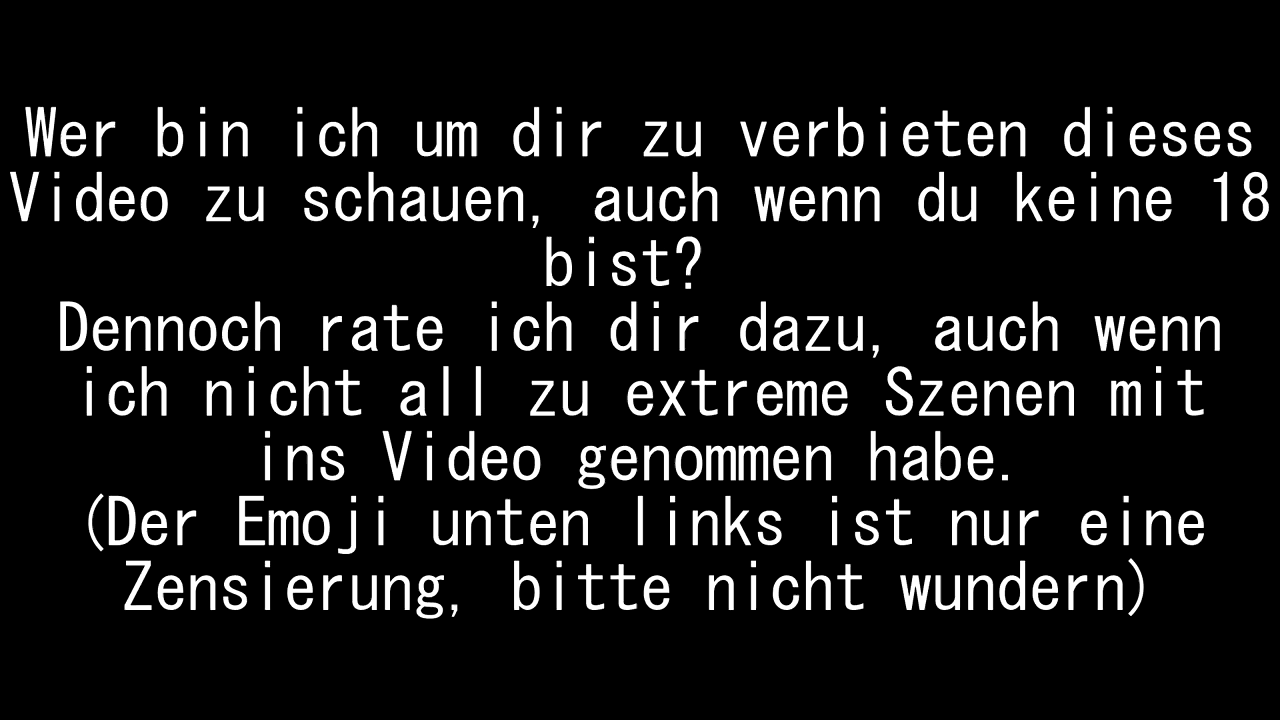 Wer bin ich um dir zu verbieten dieses
Video zu schauen, auch wenn du keine 18
bist?
Dennoch rate ich dir dazu, auch wenn
ich nicht all zu extreme Szenen mit
ins Video genommen habe.
(Der Emoji unten links ist nur eine
Zensierung, bitte nicht wundern)